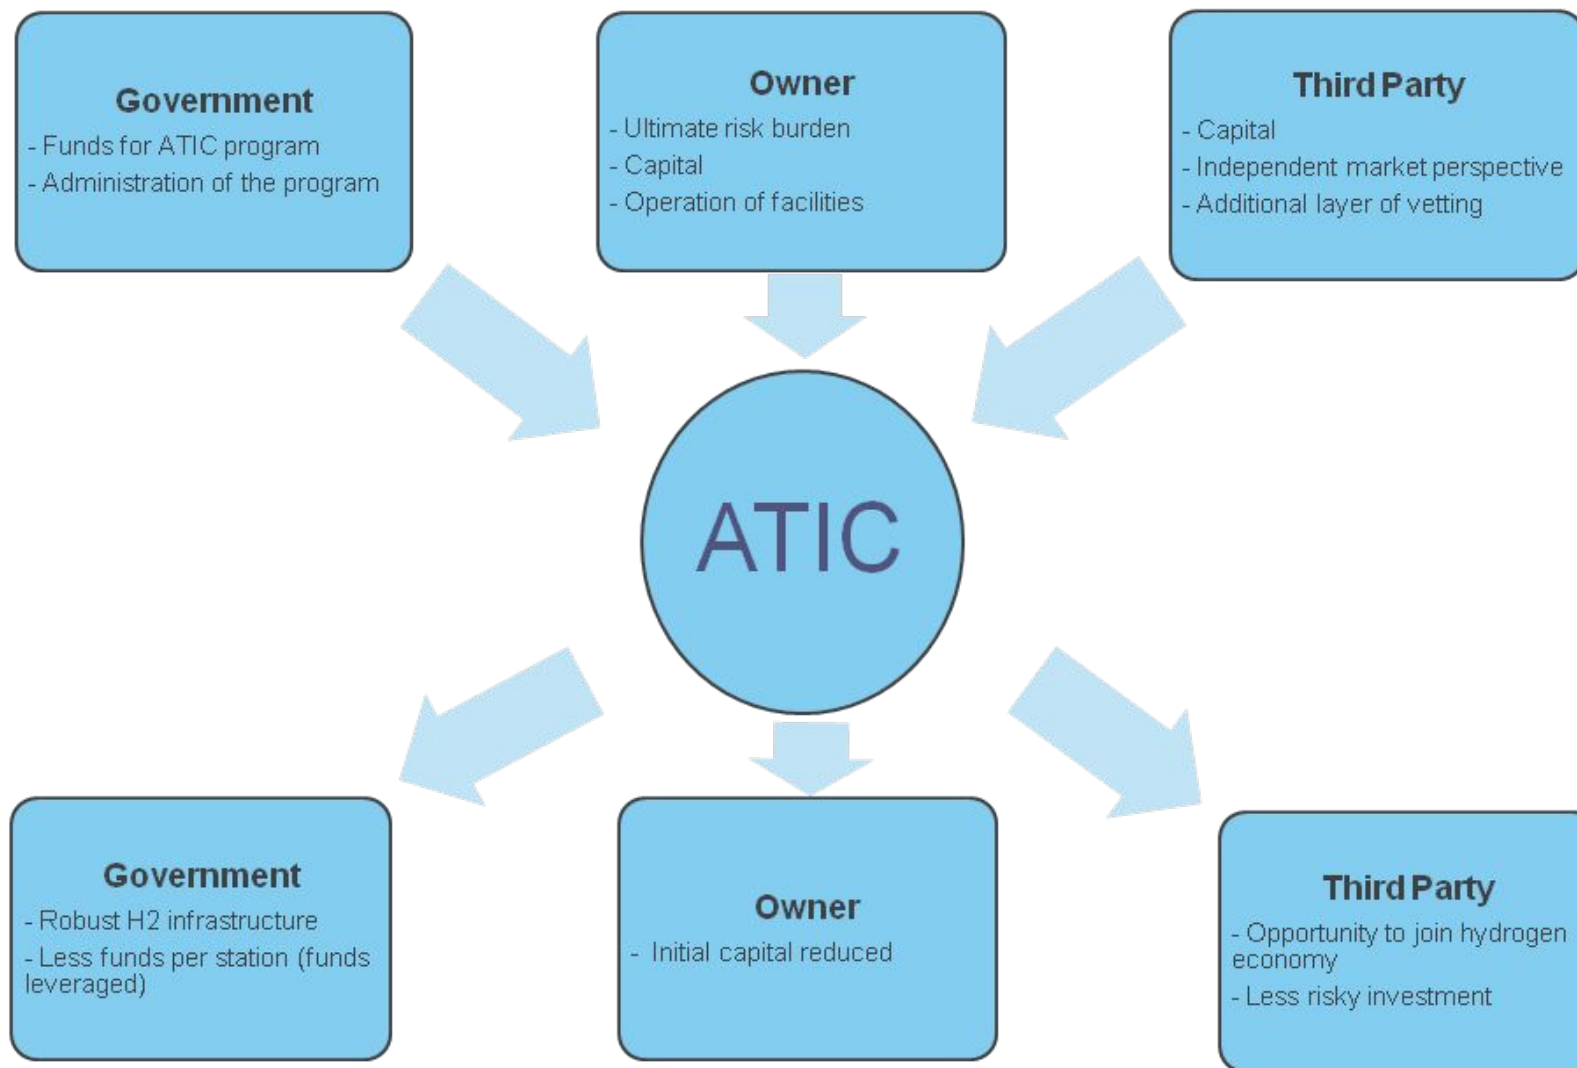 Government
- Funds for ATIC program
- Administration of the program
Owner
- Ultimate risk burden
- Capital
- Operation of facilities
Third Party
- Capital
- Independent market perspective
- Additional layer of vetting
ATIC
Government
- Robust H2 infrastructure
- Less funds per station (funds
leveraged)
Owner
- Initial capital reduced
Third Party
- Opportunity to join hydrogen
economy
- Less risky investment